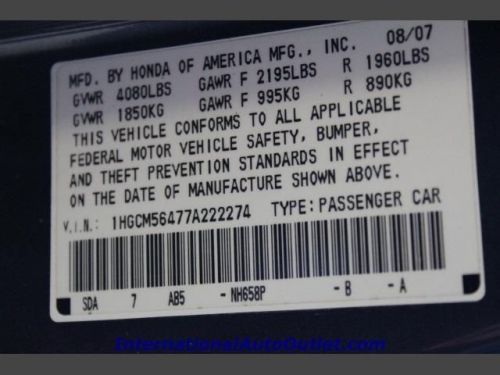 MFD. BY HONDA OF AMERICA MFG., INC. 08/07
GVWR 4080LBS GAWR F 2195LBS R 1960LBS
GVWR 1850KG GAWR F 995KG R 890KG
THIS VEHICLE CONFORMS TO ALL APPLICABLE
FEDERAL MOTOR VEHICLE SAFETY, BUMPER,
AND THEFT PREVENTION STANDARDS IN EFFECT
ON THE DATE OF MANUFACTURE SHOWN ABOVE.
V.I.N.: 1HGCM56477A222274 TYPE:PASSENGER CAR
SDA 7 AB5 -NH658P -B -A
InternationalAutoOutlet.com